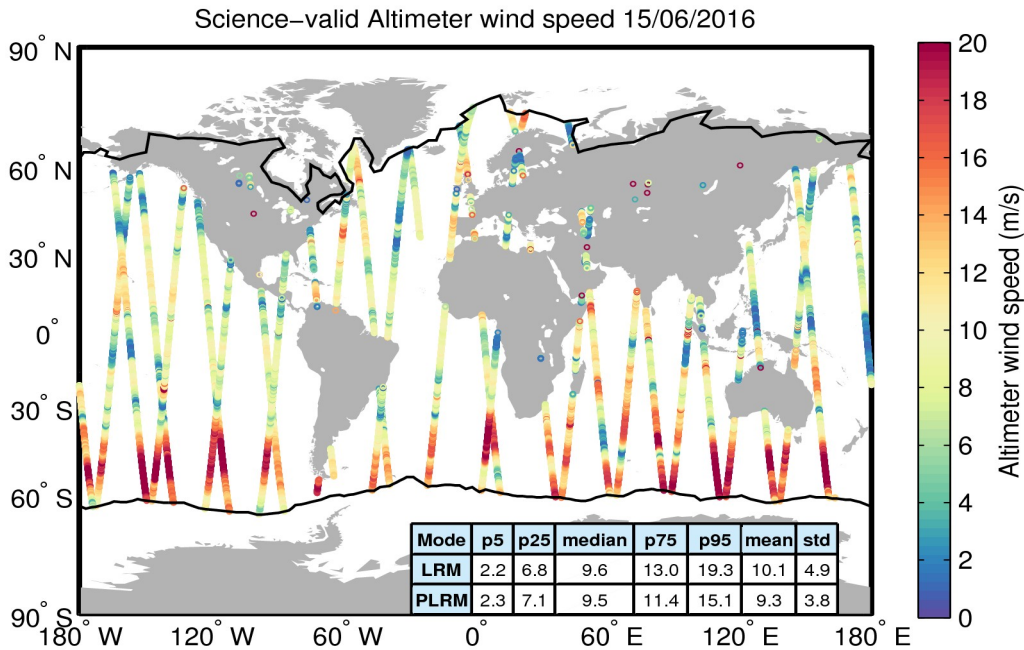 Science−valid Altimeter wind speed 15/06/2016
90° N
60° N
30° N
0°
30° S
60° S
90° S
180° W
120° W
60° W
0°
60° E
120° E
180° E
Mode p5 p25 median p75 p95 mean std
LRM 2.2 6.8 9.6 13.0 19.3 10.1 4.9
PLRM 2.3 7.1 9.5 11.4 15.1 9.3 3.8
20
18
16
14
12
10
8
6
4
2
0
Altimeter wind speed (m/s)